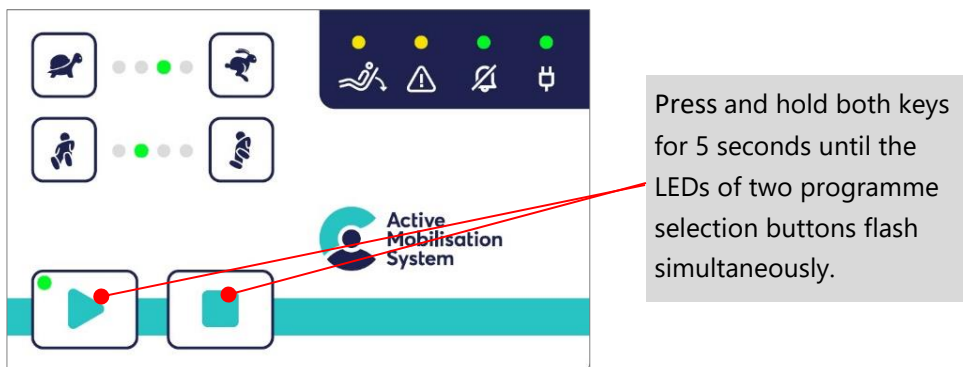 Press and hold both keys
for 5 seconds until the
LEDs of two programme
selection buttons flash
simultaneously.
Active
Mobilisation
System